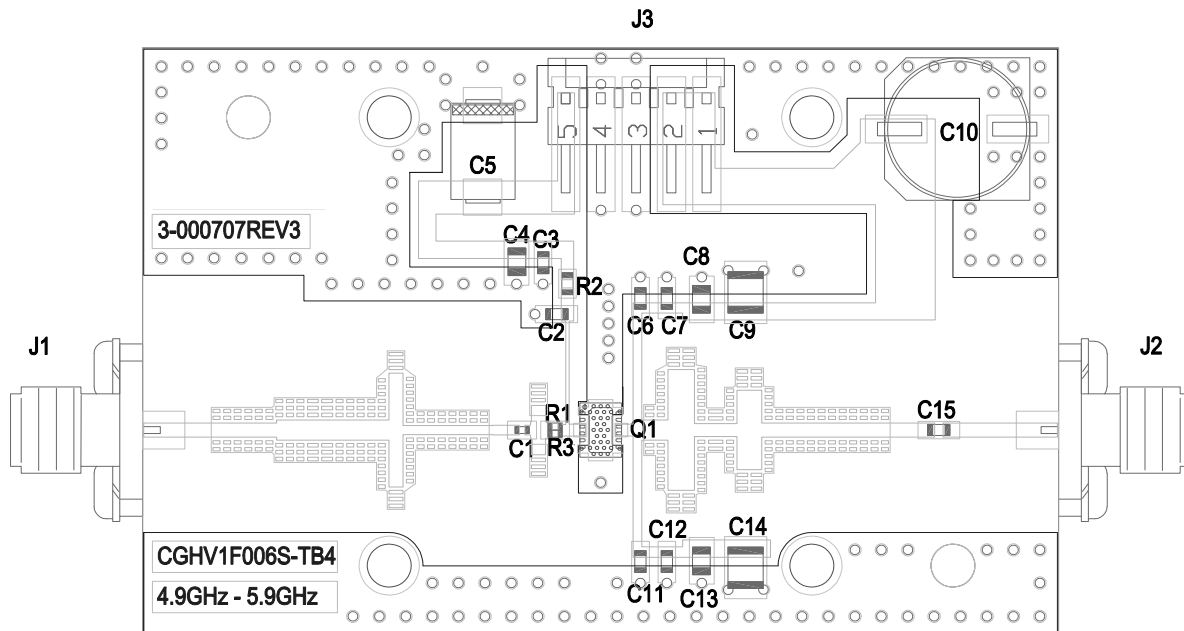 J3
5 4 3 2 1
C10
C5
3-000707REV3
C4 C3
C8
R2
C6 C7 C9
C2
J1
J2
R1
C15
C1 R3 Q1
C12 C14
CGHV1F006S-TB4
4.9GHz - 5.9GHz
C11 C13